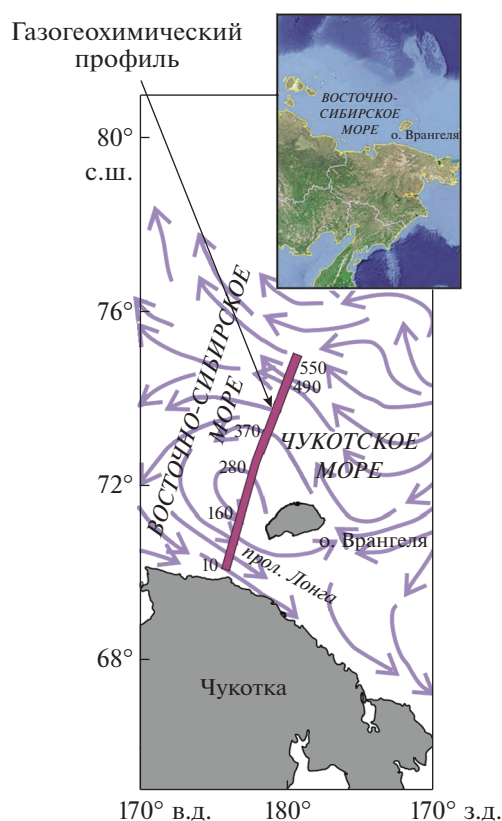 Газогеохимический
профиль
ВОСТОЧНО-
СИБИРСКОЕ
МОРЕ
о. Врангеля
80°
с.ш.
76°
72°
68°
ВОСТОЧНО-СИБИРСКОЕ
МОРЕ
ЧУКОТСКОЕ
МОРЕ
550
490
370
280
160
10
о. Врангеля
прол. Лонга
Чукотка
170° в.д.
180°
170° з.д.